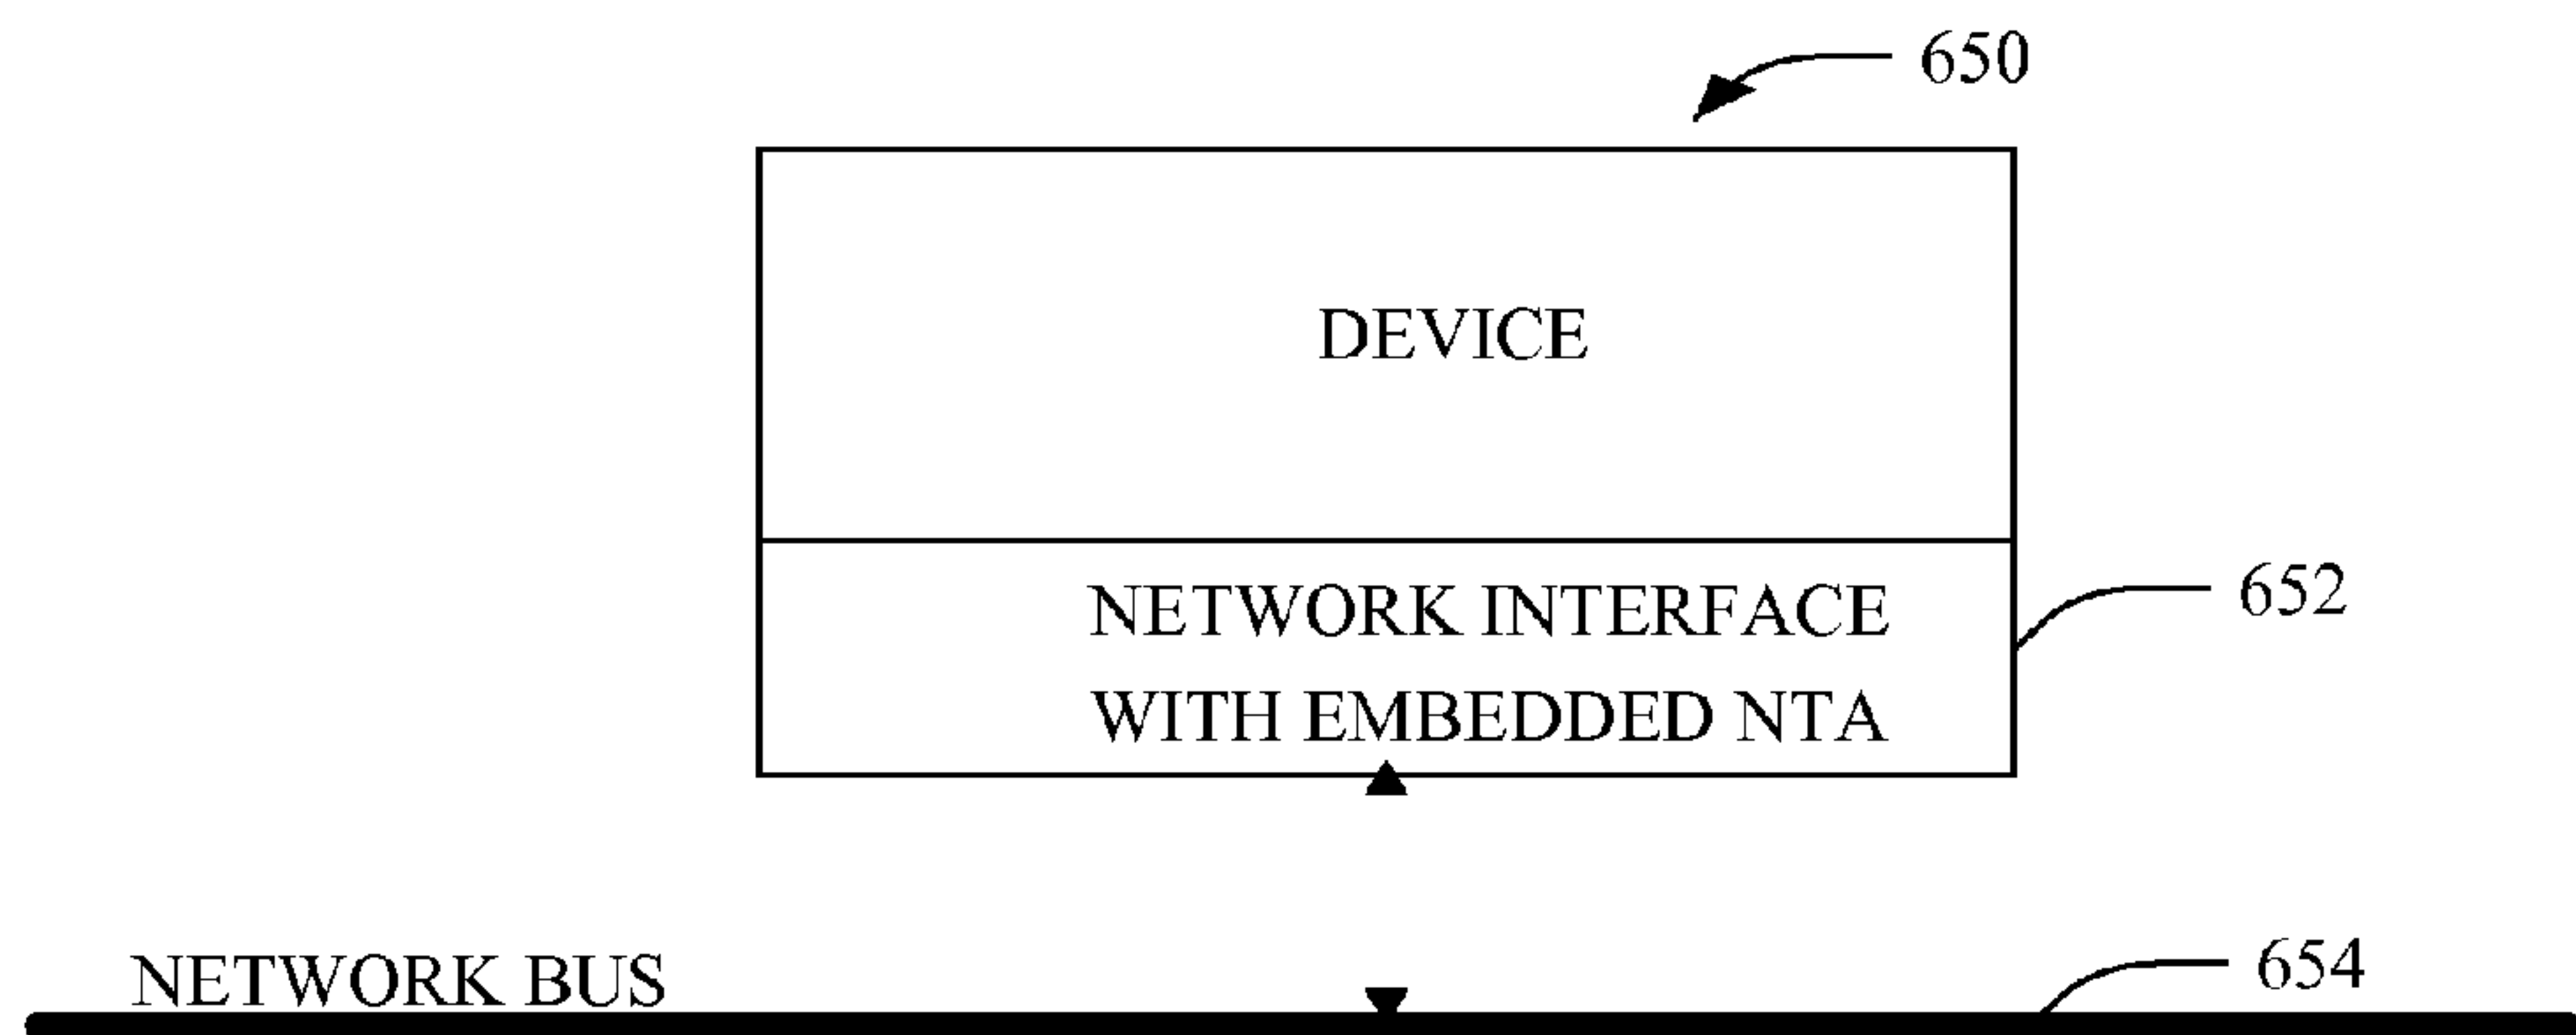 650
DEVICE
NETWORK INTERFACE
WITH EMBEDDED NTA
652
NETWORK BUS
654